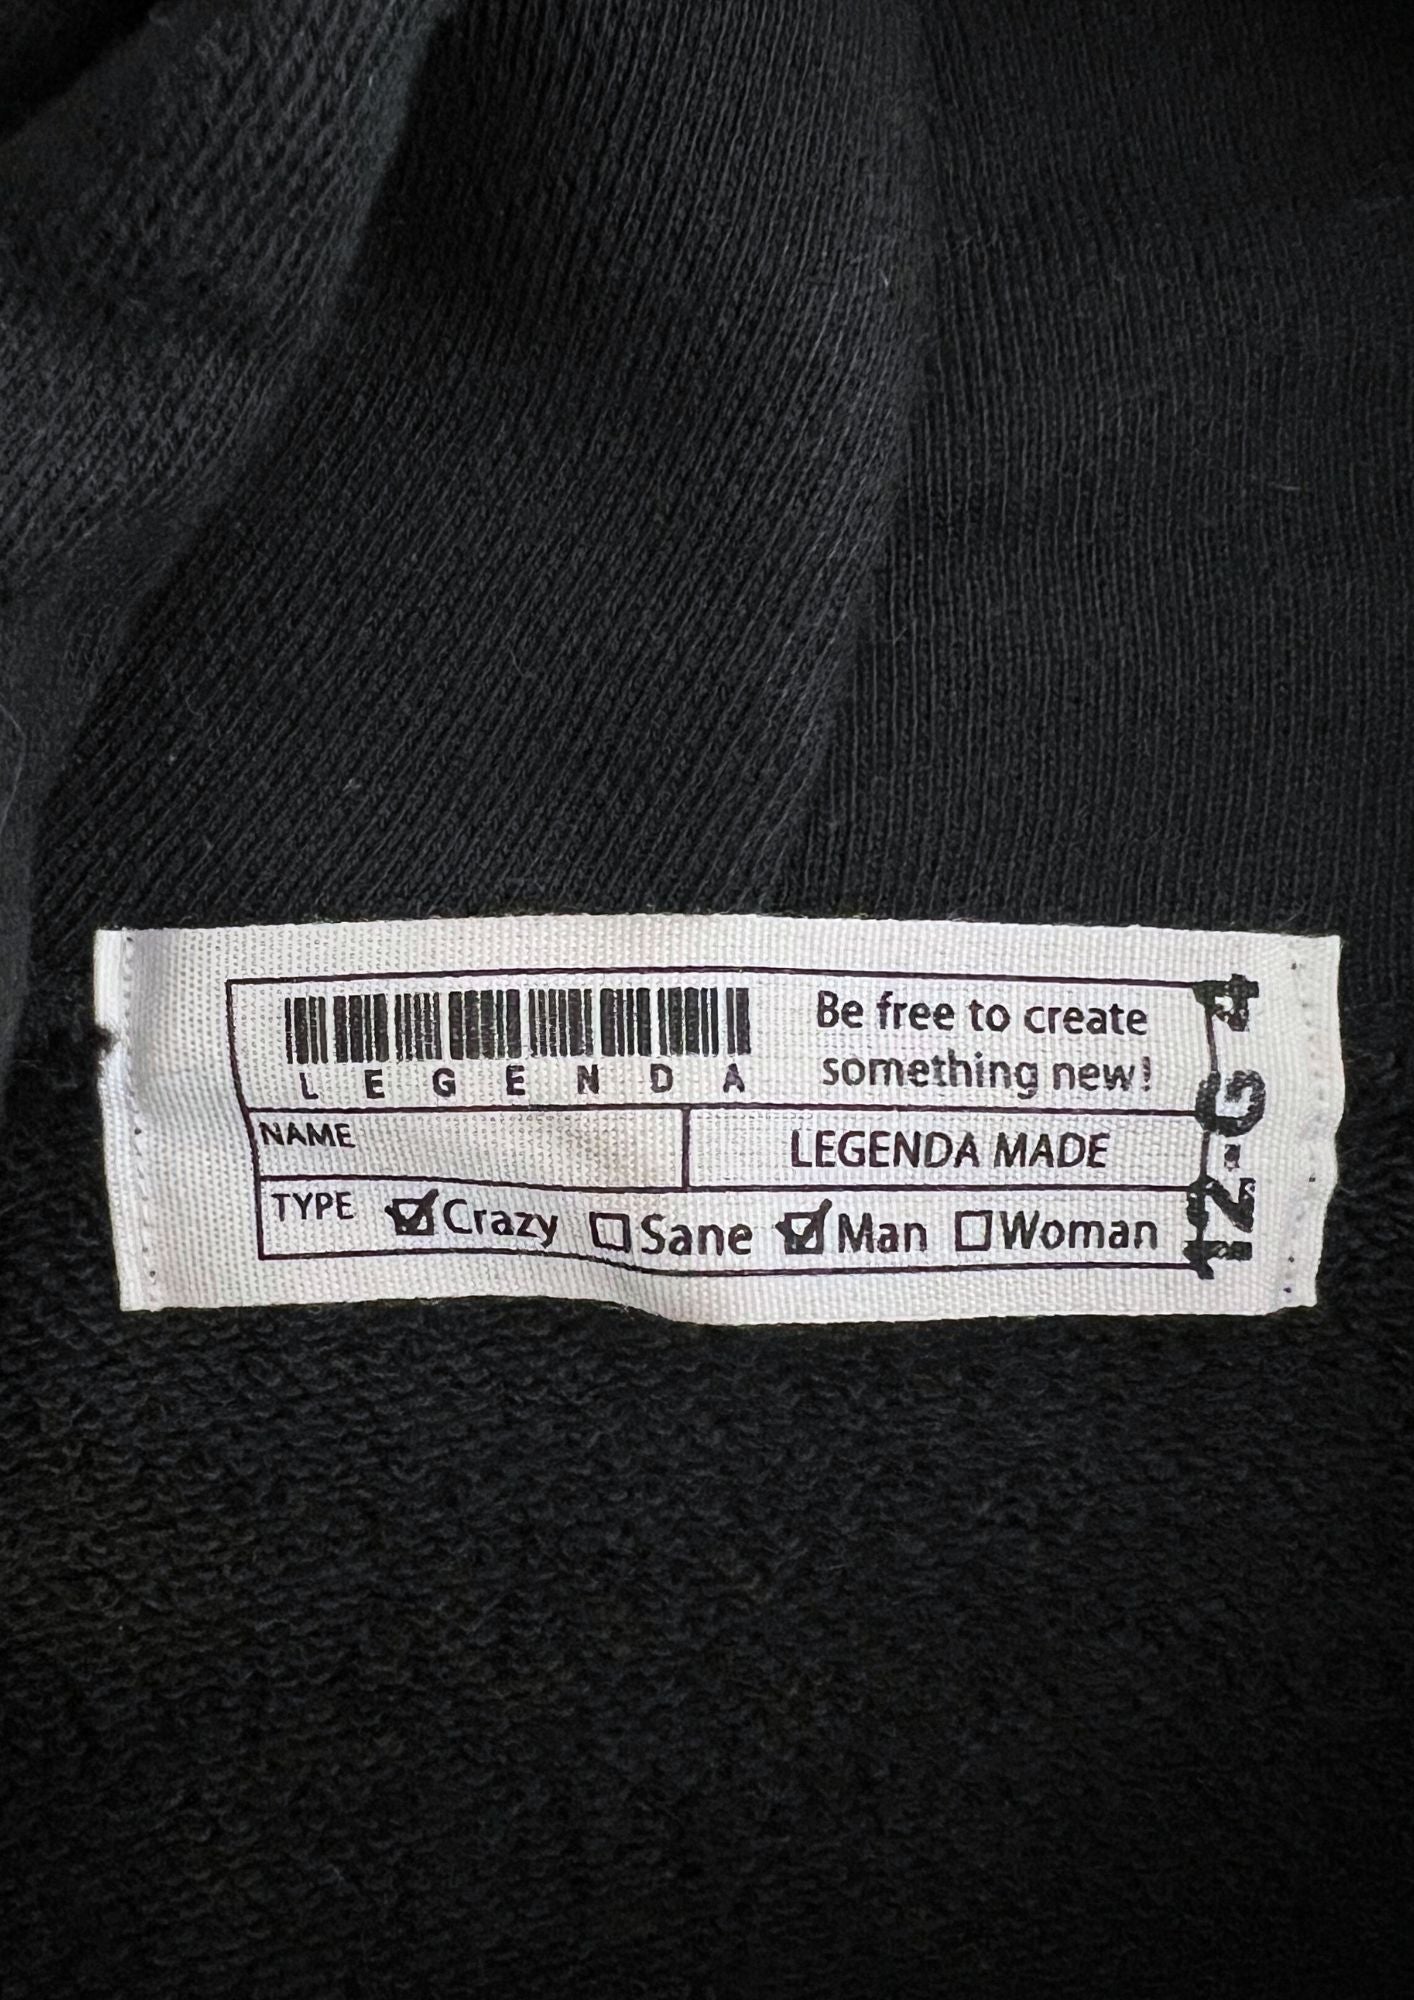 LEGENDA
Be free to create
something new!
NAME
LEGENDA MADE
TYPE ☑Crazy ☐Sane ☑Man ☐Woman